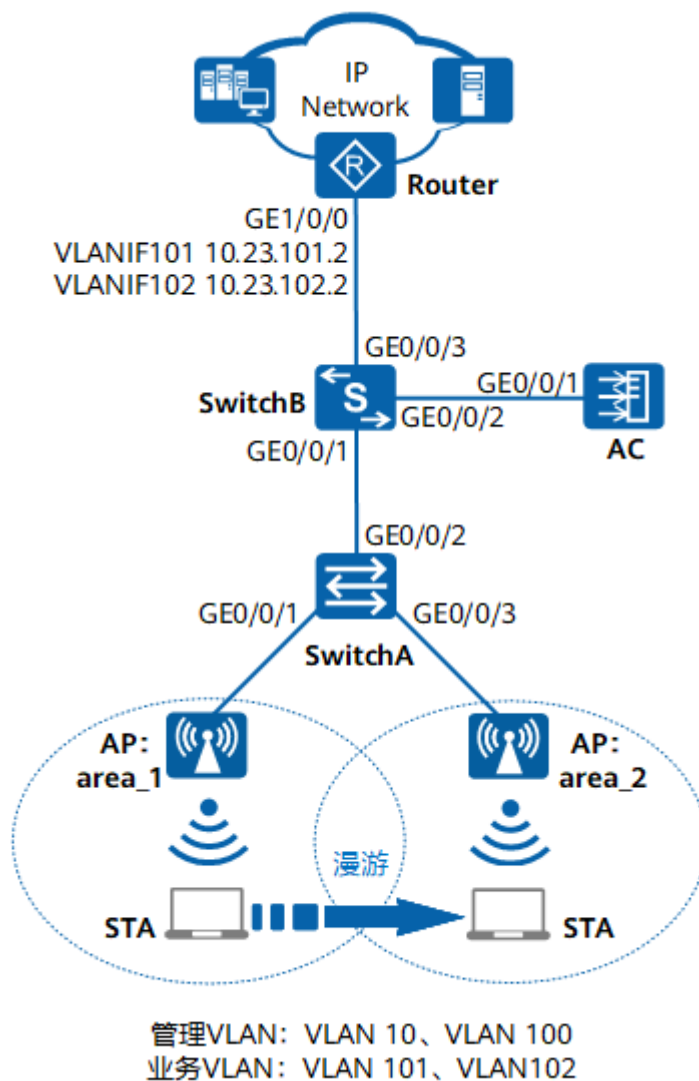 IP
Network
R
Router
GE1/0/0
VLANIF101 10.23.101.2
VLANIF102 10.23.102.2
GE0/0/3
SwitchB
S
GE0/0/1
GE0/0/2
AC
GE0/0/1
GE0/0/2
GE0/0/1
GE0/0/3
SwitchA
AP：
area_1
AP：
area_2
漫游
STA
STA
管理VLAN：VLAN 10、VLAN 100
业务VLAN：VLAN 101、VLAN102